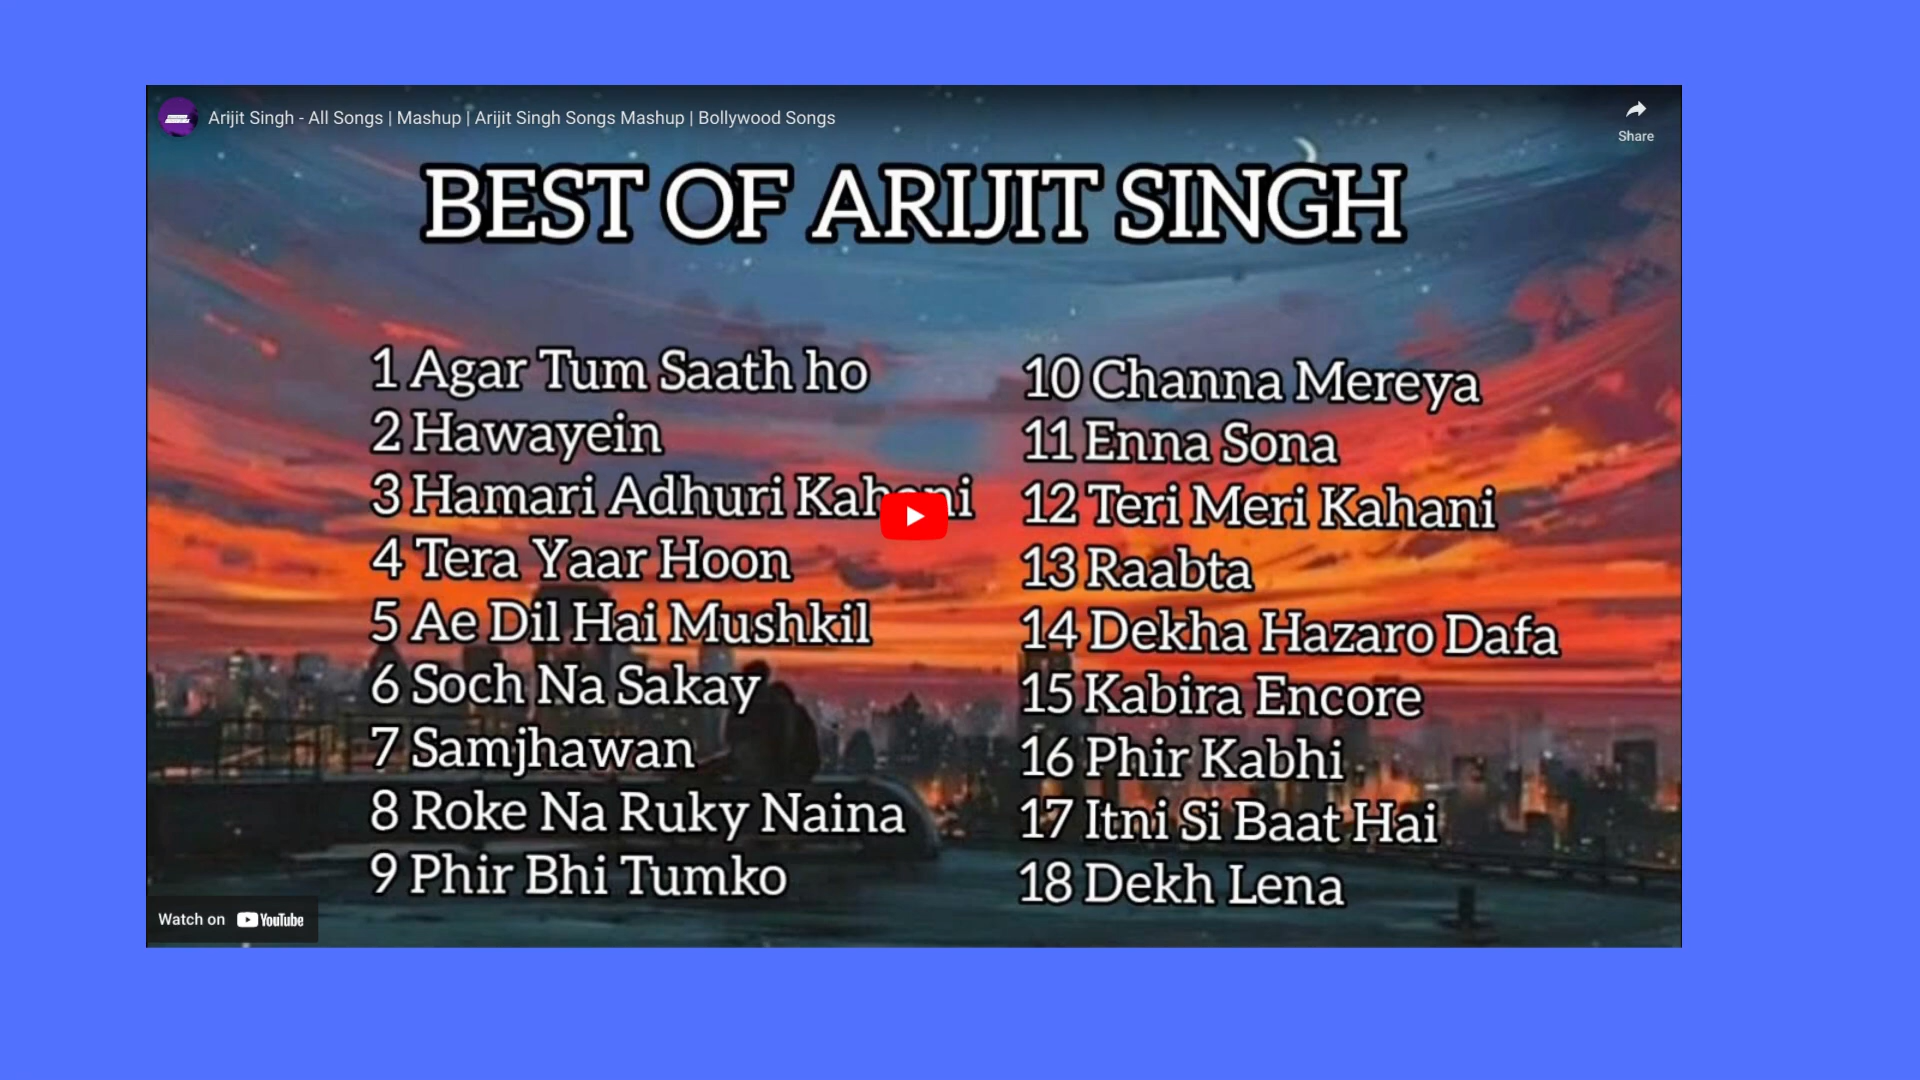 Arijit Singh - All Songs | Mashup | Arijit Singh Songs Mashup | Bollywood Songs
Share
BEST OF ARIJIT SINGH
1 Agar Tum Saath ho
2 Hawayein
3 Hamari Adhuri Kahani
4 Tera Yaar Hoon
5 Ae Dil Hai Mushkil
6 Soch Na Sakay
7 Samjhawan
8 Roke Na Ruky Naina
9 Phir Bhi Tumko
10 Channa Mereya
11 Enna Sona
12 Teri Meri Kahani
13 Raabta
14 Dekha Hazaro Dafa
15 Kabira Encore
16 Phir Kabhi
17 Itni Si Baat Hai
18 Dekh Lena
Watch on YouTube